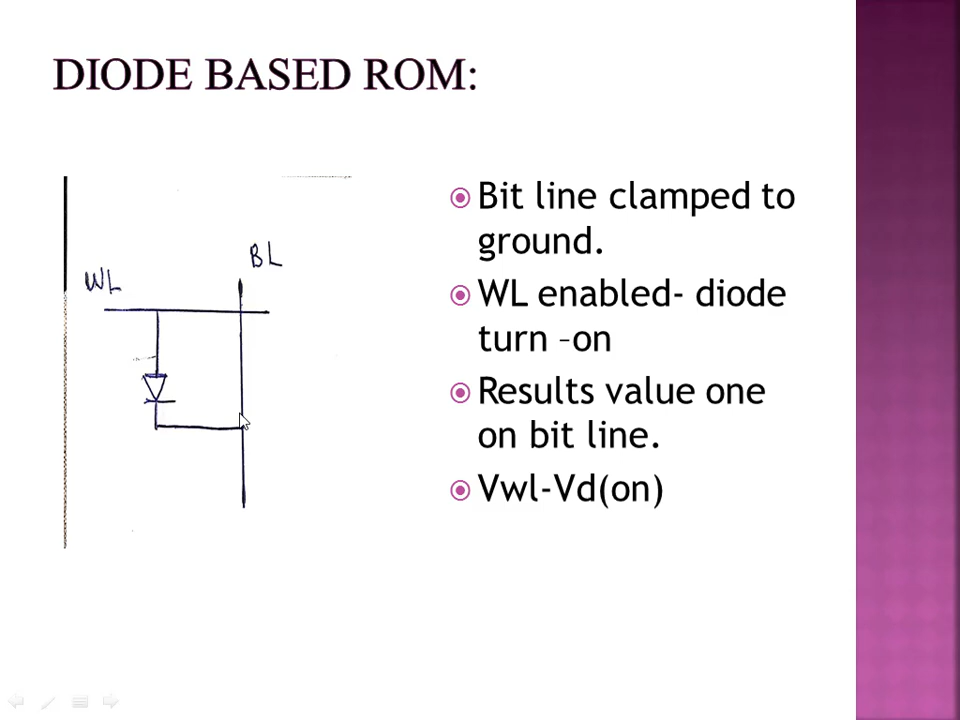 DIODE BASED ROM:
BL
WL
Bit line clamped to
ground.
WL enabled- diode
turn –on
Results value one
on bit line.
Vwl-Vd(on)